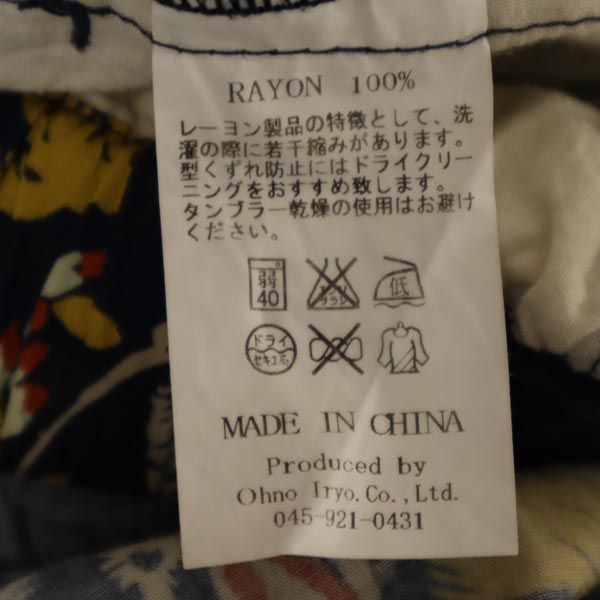 RAYON 100%
レーヨン製品の特徴として、洗
濯の際に若干縮みがあります。
型くずれ防止にはドライクリー
ニングをおすすめ致します。
タンブラー乾燥の使用はお避け
ください。
弱
40
低
ドライ
セキユ系
MADE IN CHINA
Produced by
Ohno Iryo.Co.,Ltd.
045-921-0431